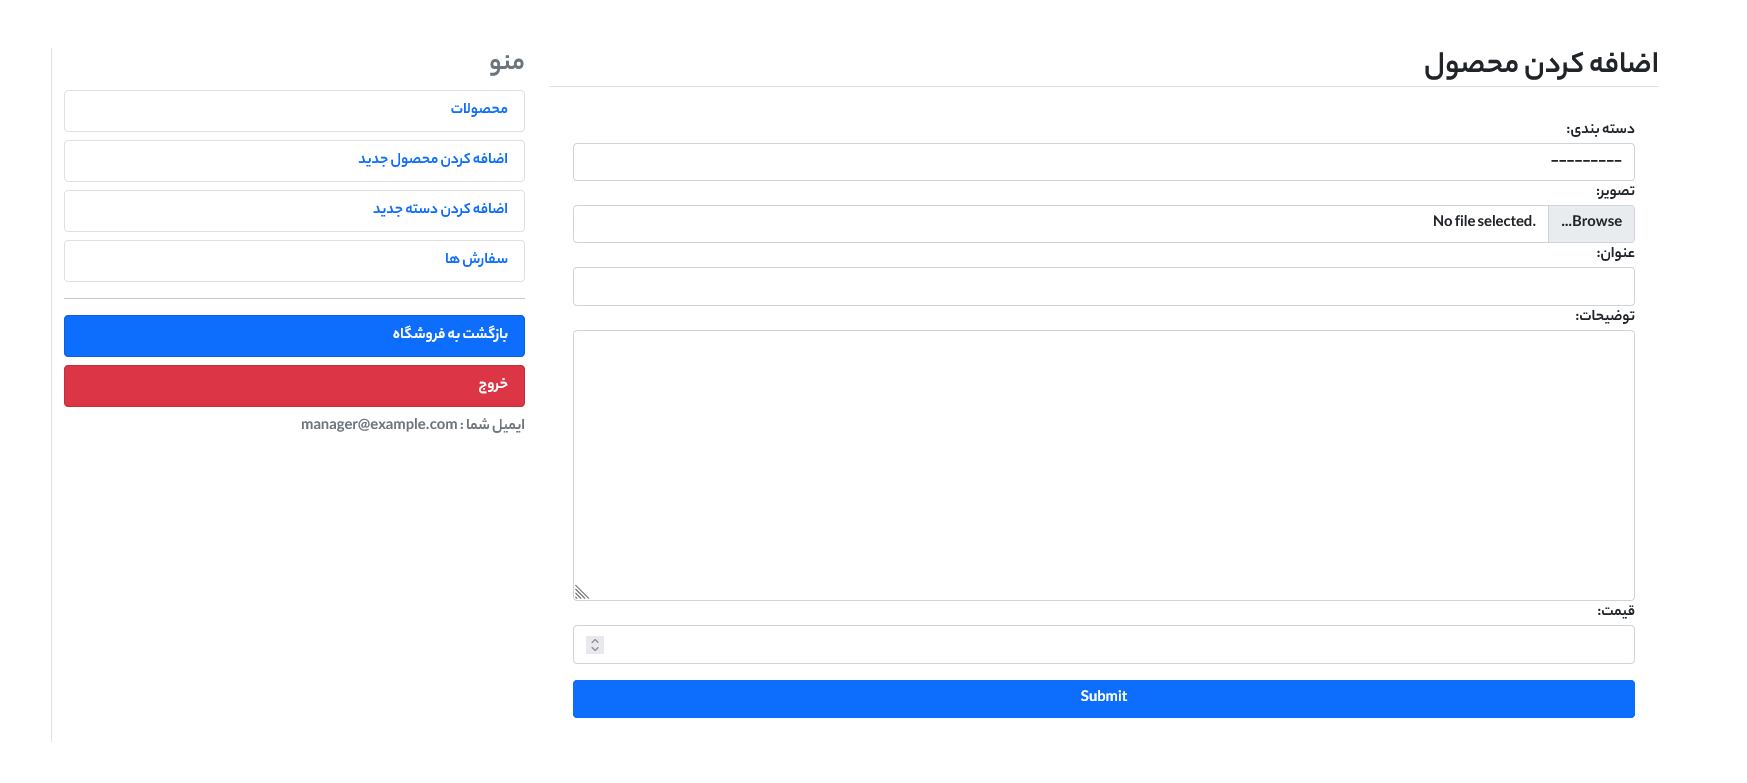 اضافه کردن محصول
دسته بندی:
---------
تصویر:
Browse... No file selected.
عنوان:
توضیحات:
قیمت:
Submit
منو
محصولات
اضافه کردن محصول جدید
اضافه کردن دسته جدید
سفارش ها
بازگشت به فروشگاه
خروج
ایمیل شما : manager@example.com